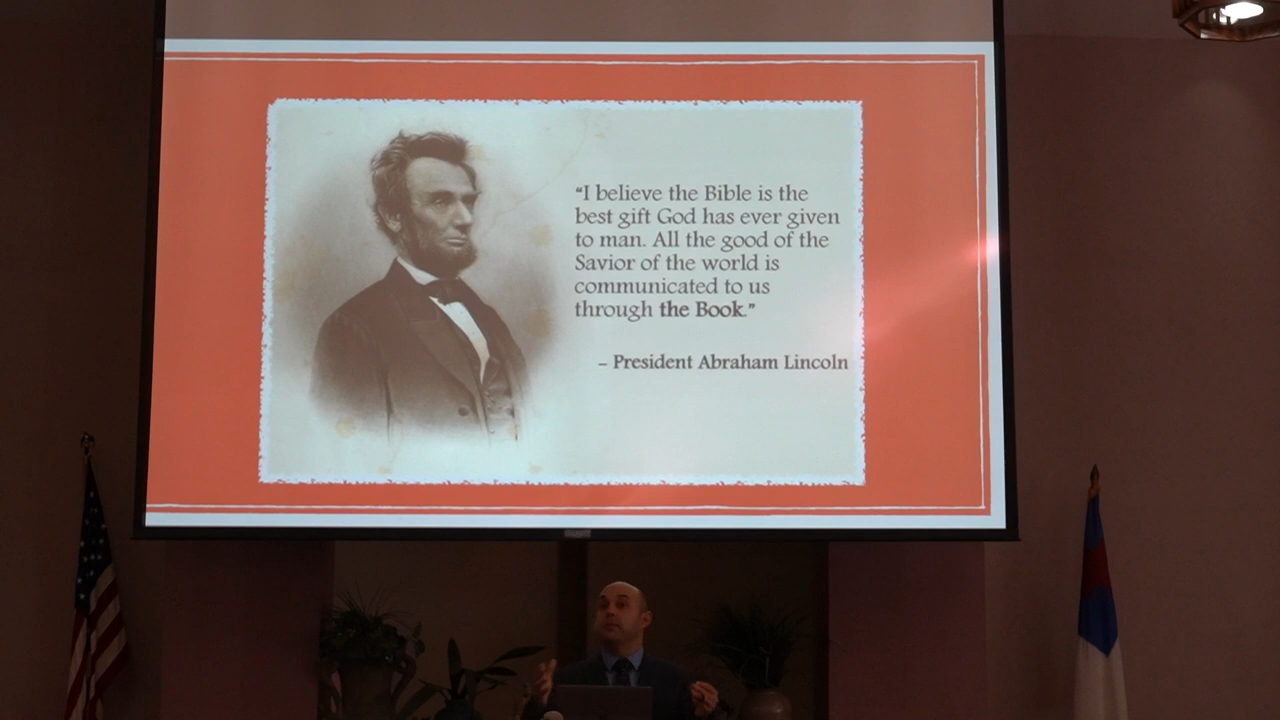 “I believe the Bible is the
best gift God has ever given
to man. All the good of the
Savior of the world is
communicated to us
through the Book.”
– President Abraham Lincoln